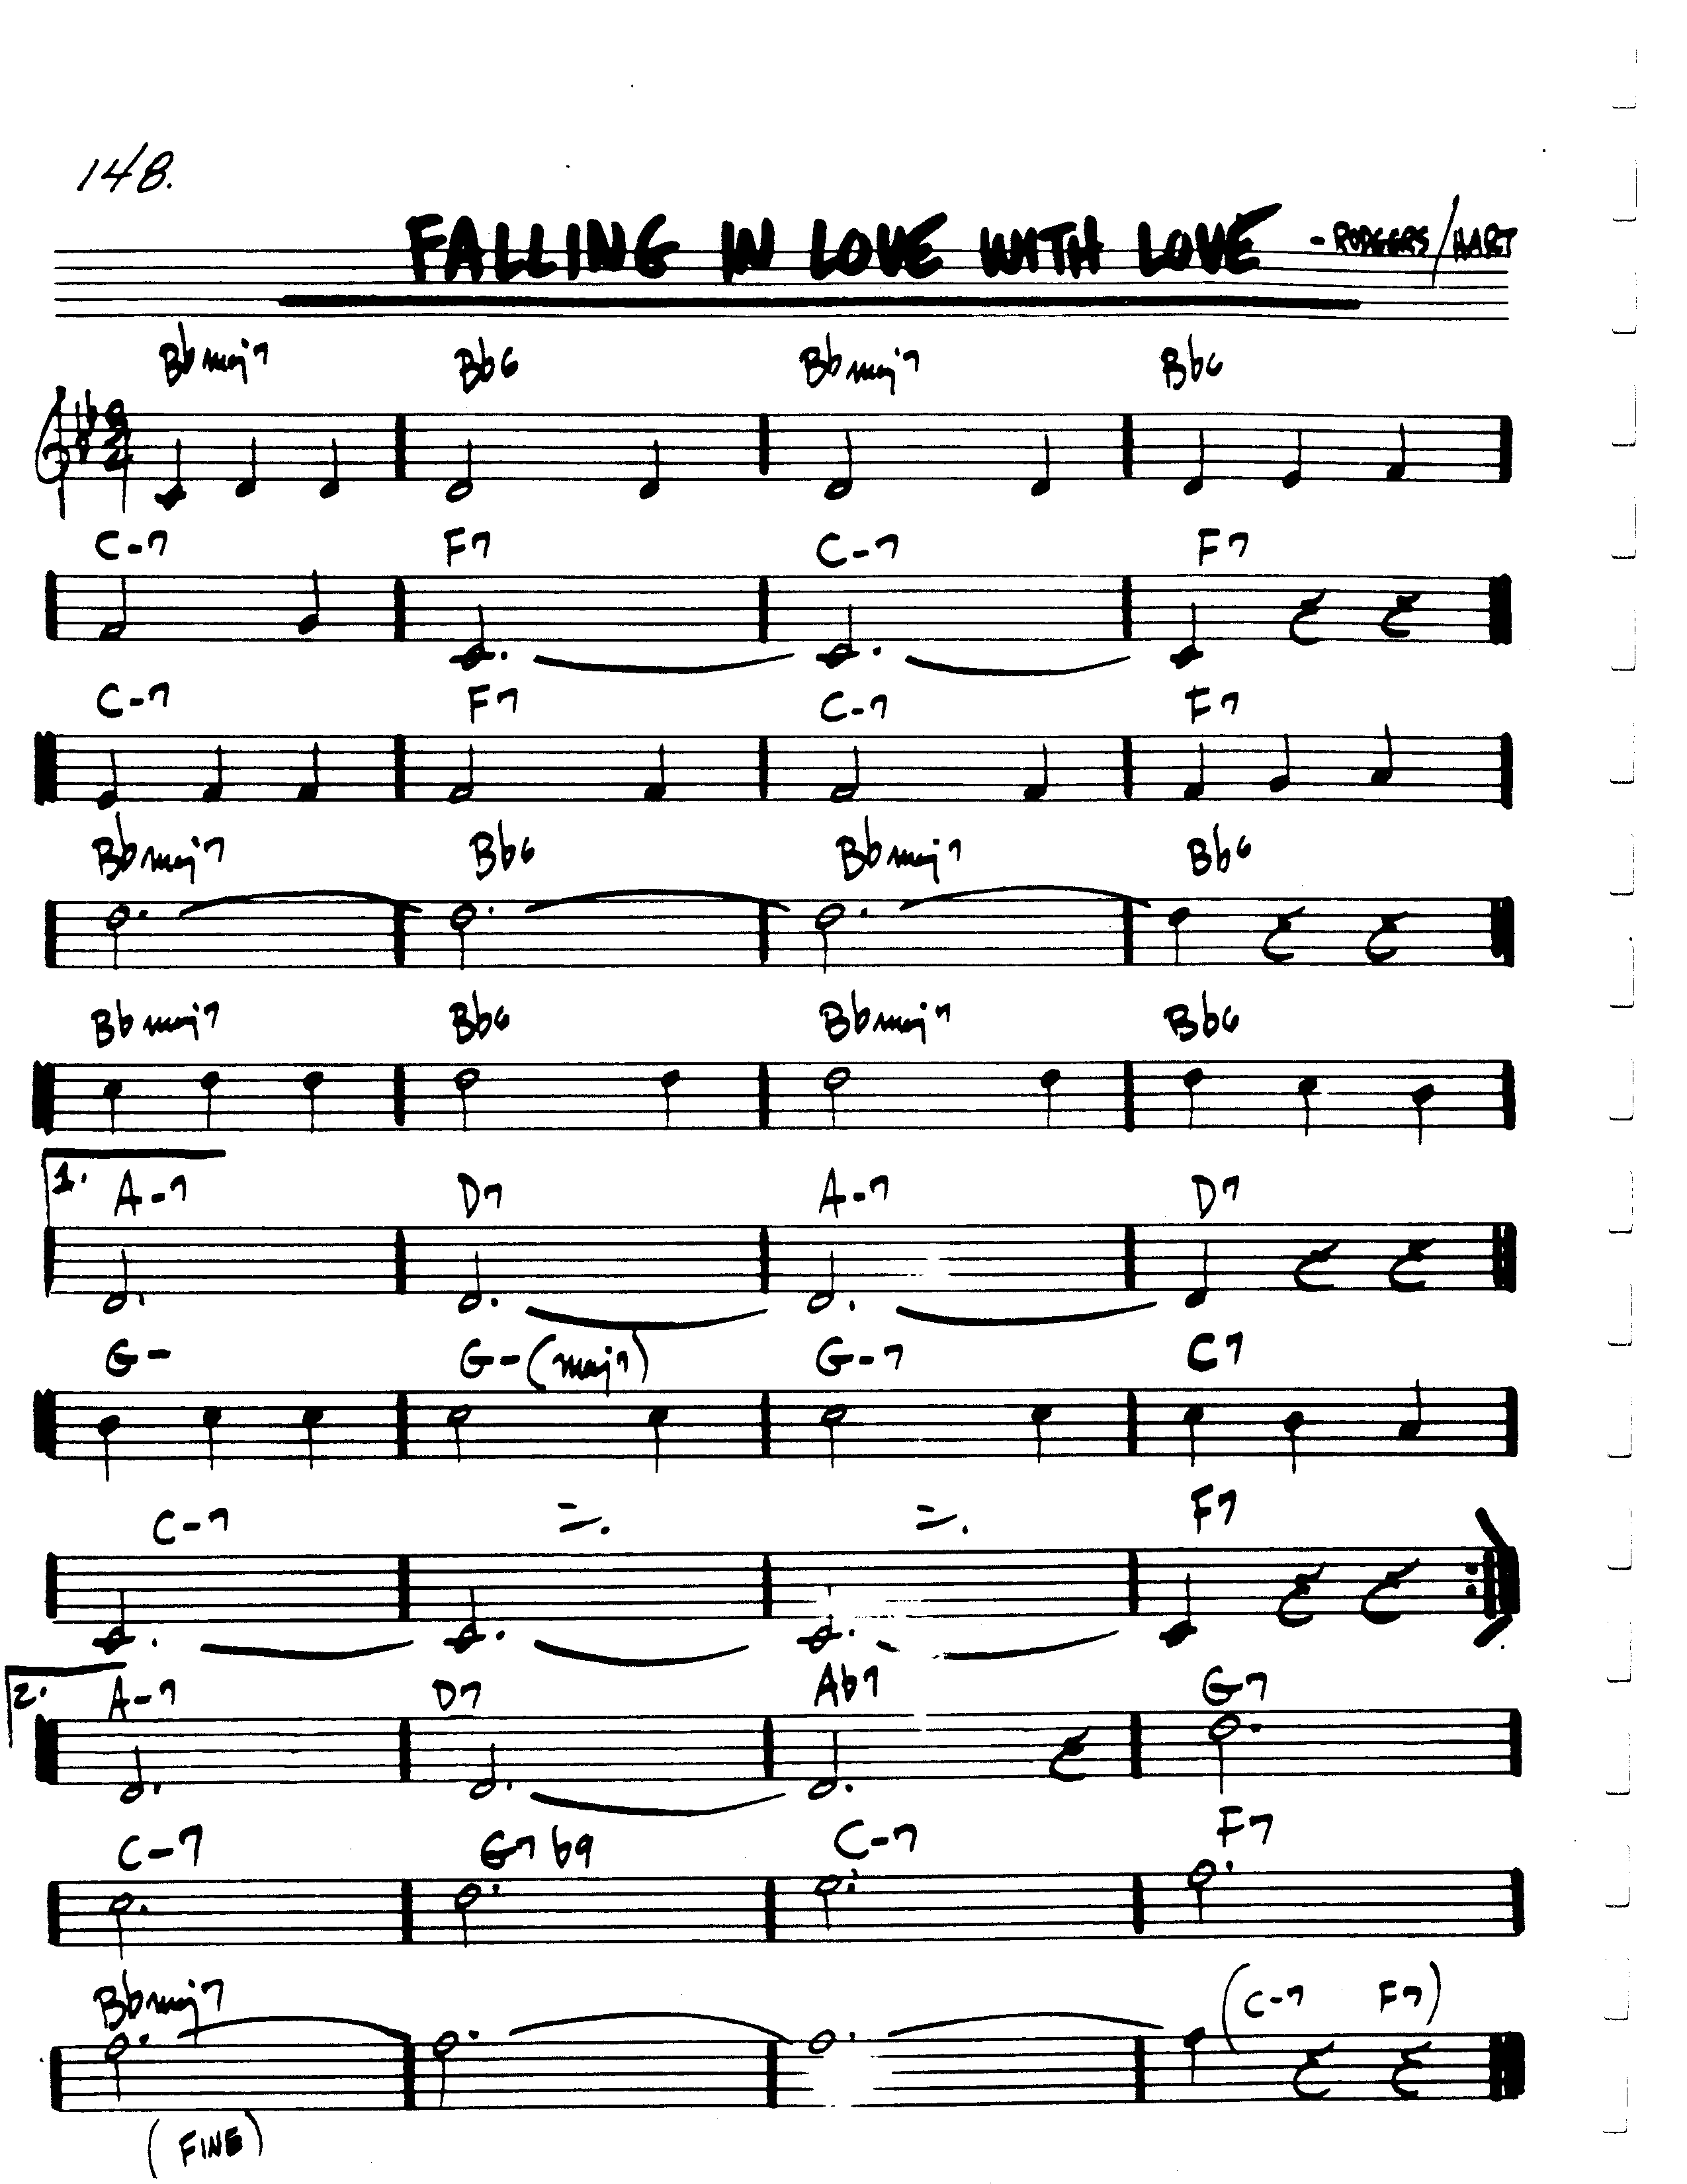 148.
FALLING IN LOVE WITH LOVE - RODGERS/HART
Bbmaj7 Bb6 Bbmaj7 Bb6
3
4
C-7 F7 C-7 F7
C-7 F7 C-7 F7
Bbmaj7 Bb6 Bbmaj7 Bb6
Bbmaj7 Bb6 Bbmaj7 Bb6
1. A-7 D7 A-7 D7
G- G-(maj7) G-7 C7
C-7 F7
2. A-7 D7 Ab7 G7
C-7 G7b9 C-7 F7
Bbmaj7 (C-7 F7)
(FINE)